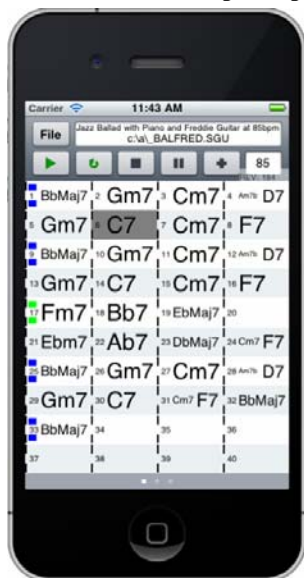 Carrier 11:43 AM
File Jazz Ballad with Piano and Freddie Guitar at 85bpm
c:\a\_BALFRED.SGU
+ 85
1 BbMaj7 2 Gm7 3 Cm7 4 Am7b D7
5 Gm7 6 C7 7 Cm7 8 F7
9 BbMaj7 10 Gm7 11 Cm7 12 Am7b D7
13 Gm7 14 C7 15 Cm7 16 F7
17 Fm7 18 Bb7 19 EbMaj7 20
21 Ebm7 22 Ab7 23 DbMaj7 24 Cm7 F7
25 BbMaj7 26 Gm7 27 Cm7 28 Am7b D7
29 Gm7 30 C7 31 Cm7 F7 32 BbMaj7
33 BbMaj7 34 35 36
37 38 39 40